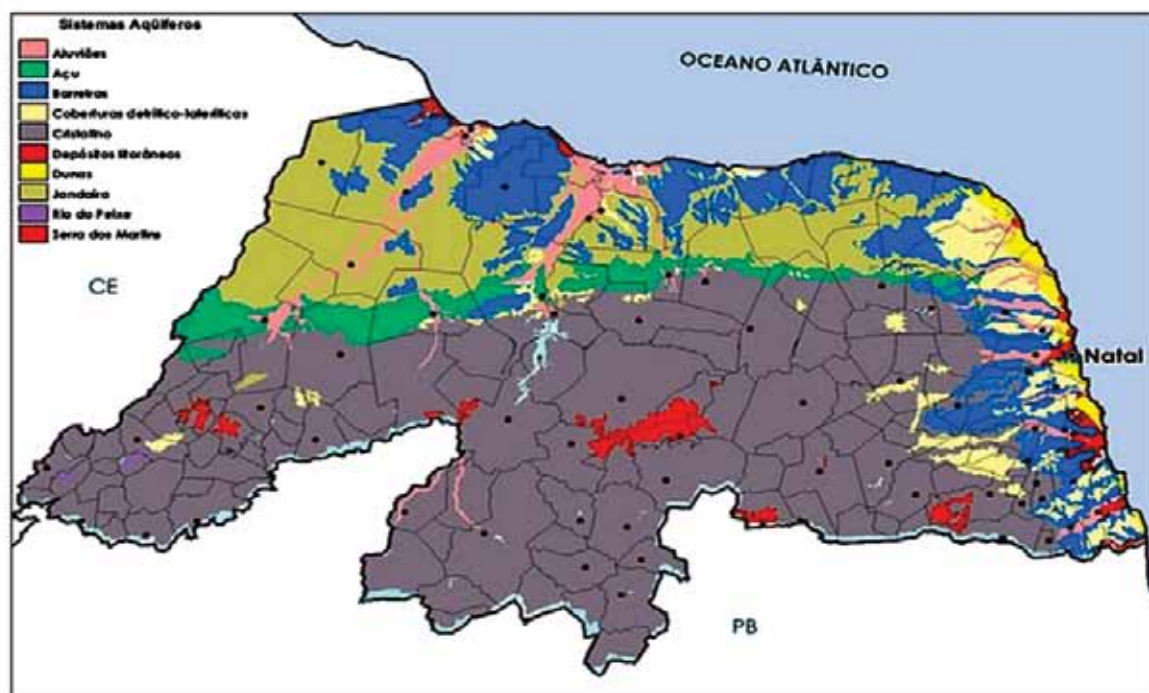 Sistemas Aqüíferos
Aluviões
Açu
Barreiras
Coberturas detrítico-lateríticas
Cristalino
Depósitos litorâneos
Dunas
Jandaíra
Rio do Peixe
Serra dos Martins
OCEANO ATLÂNTICO
CE
Natal
PB